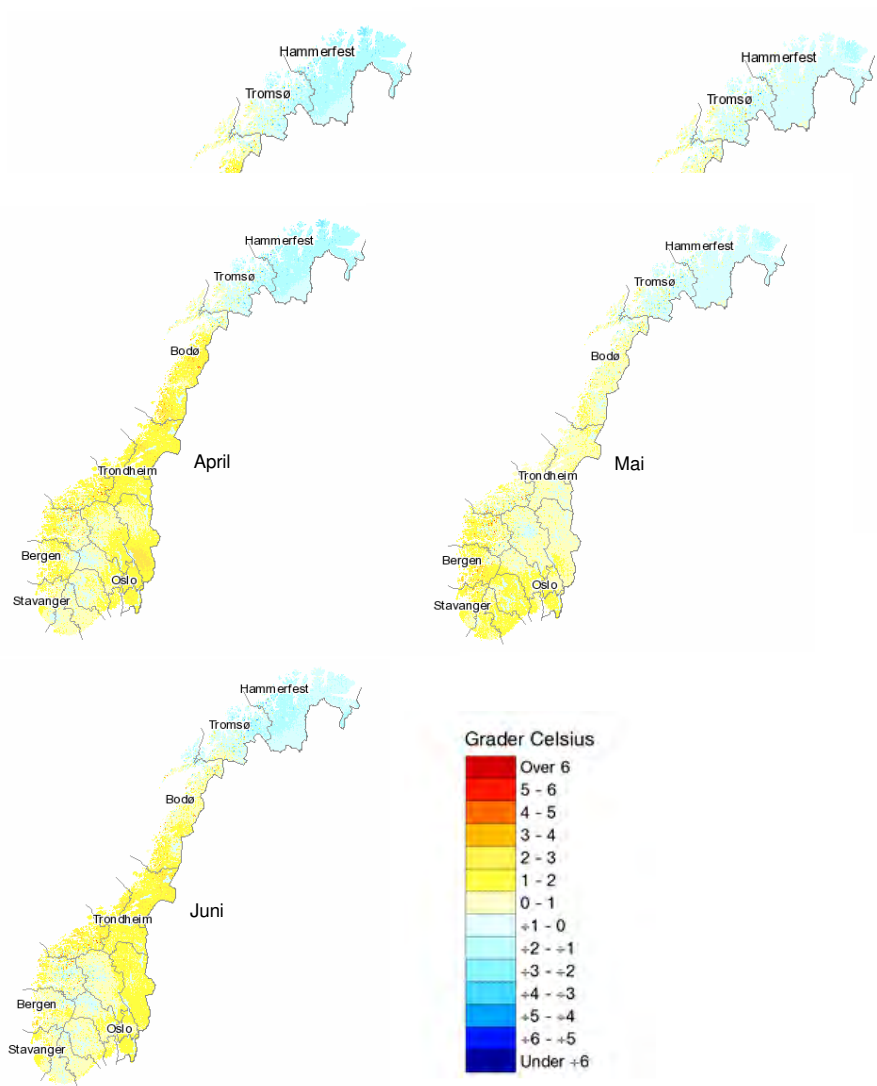 Hammerfest
Tromsø
Hammerfest
Tromsø
Hammerfest
Tromsø
Bodø
Trondheim
April
Bergen
Oslo
Stavanger
Hammerfest
Tromsø
Bodø
Trondheim
Mai
Bergen
Oslo
Stavanger
Hammerfest
Tromsø
Bodø
Trondheim
Juni
Bergen
Oslo
Stavanger
Grader Celsius
Over 6
5 - 6
4 - 5
3 - 4
2 - 3
1 - 2
0 - 1
÷1 - 0
÷2 - ÷1
÷3 - ÷2
÷4 - ÷3
÷5 - ÷4
÷6 - ÷5
Under ÷6